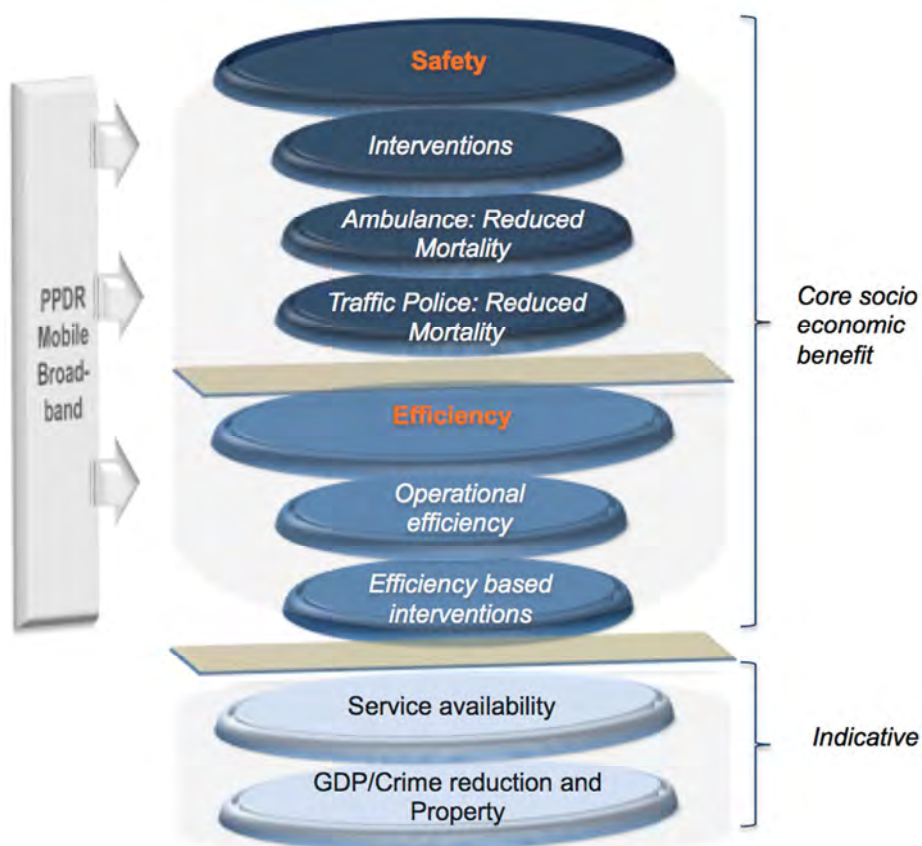 Safety
Interventions
Ambulance: Reduced
Mortality
Traffic Police: Reduced
Mortality
PPDR
Mobile
Broad-
band
Efficiency
Operational
efficiency
Efficiency based
interventions
Core socio
economic
benefit
Service availability
GDP/Crime reduction and
Property
Indicative